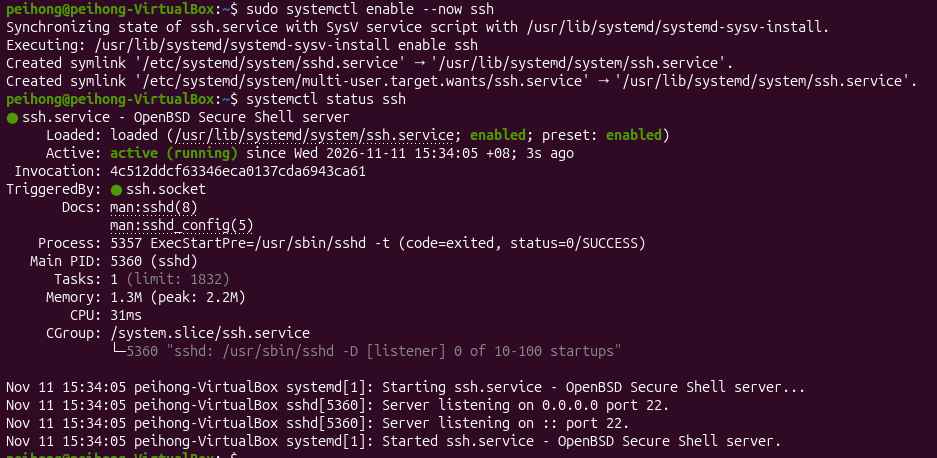 peihong@peihong-VirtualBox:~$ sudo systemctl enable --now ssh
Synchronizing state of ssh.service with SysV service script with /usr/lib/systemd/systemd-sysv-install.
Executing: /usr/lib/systemd/systemd-sysv-install enable ssh
Created symlink '/etc/systemd/system/sshd.service' → '/usr/lib/systemd/system/ssh.service'.
Created symlink '/etc/systemd/system/multi-user.target.wants/ssh.service' → '/usr/lib/systemd/system/ssh.service'.
peihong@peihong-VirtualBox:~$ systemctl status ssh
● ssh.service - OpenBSD Secure Shell server
     Loaded: loaded (/usr/lib/systemd/system/ssh.service; enabled; preset: enabled)
     Active: active (running) since Wed 2026-11-11 15:34:05 +08; 3s ago
 Invocation: 4c512ddcf63346eca0137cda6943ca61
TriggeredBy: ● ssh.socket
       Docs: man:sshd(8)
             man:sshd_config(5)
    Process: 5357 ExecStartPre=/usr/sbin/sshd -t (code=exited, status=0/SUCCESS)
   Main PID: 5360 (sshd)
      Tasks: 1 (limit: 1832)
     Memory: 1.3M (peak: 2.2M)
        CPU: 31ms
     CGroup: /system.slice/ssh.service
             └─5360 "sshd: /usr/sbin/sshd -D [listener] 0 of 10-100 startups"
Nov 11 15:34:05 peihong-VirtualBox systemd[1]: Starting ssh.service - OpenBSD Secure Shell server...
Nov 11 15:34:05 peihong-VirtualBox sshd[5360]: Server listening on 0.0.0.0 port 22.
Nov 11 15:34:05 peihong-VirtualBox sshd[5360]: Server listening on :: port 22.
Nov 11 15:34:05 peihong-VirtualBox systemd[1]: Started ssh.service - OpenBSD Secure Shell server.
peihong@peihong-VirtualBox:~$